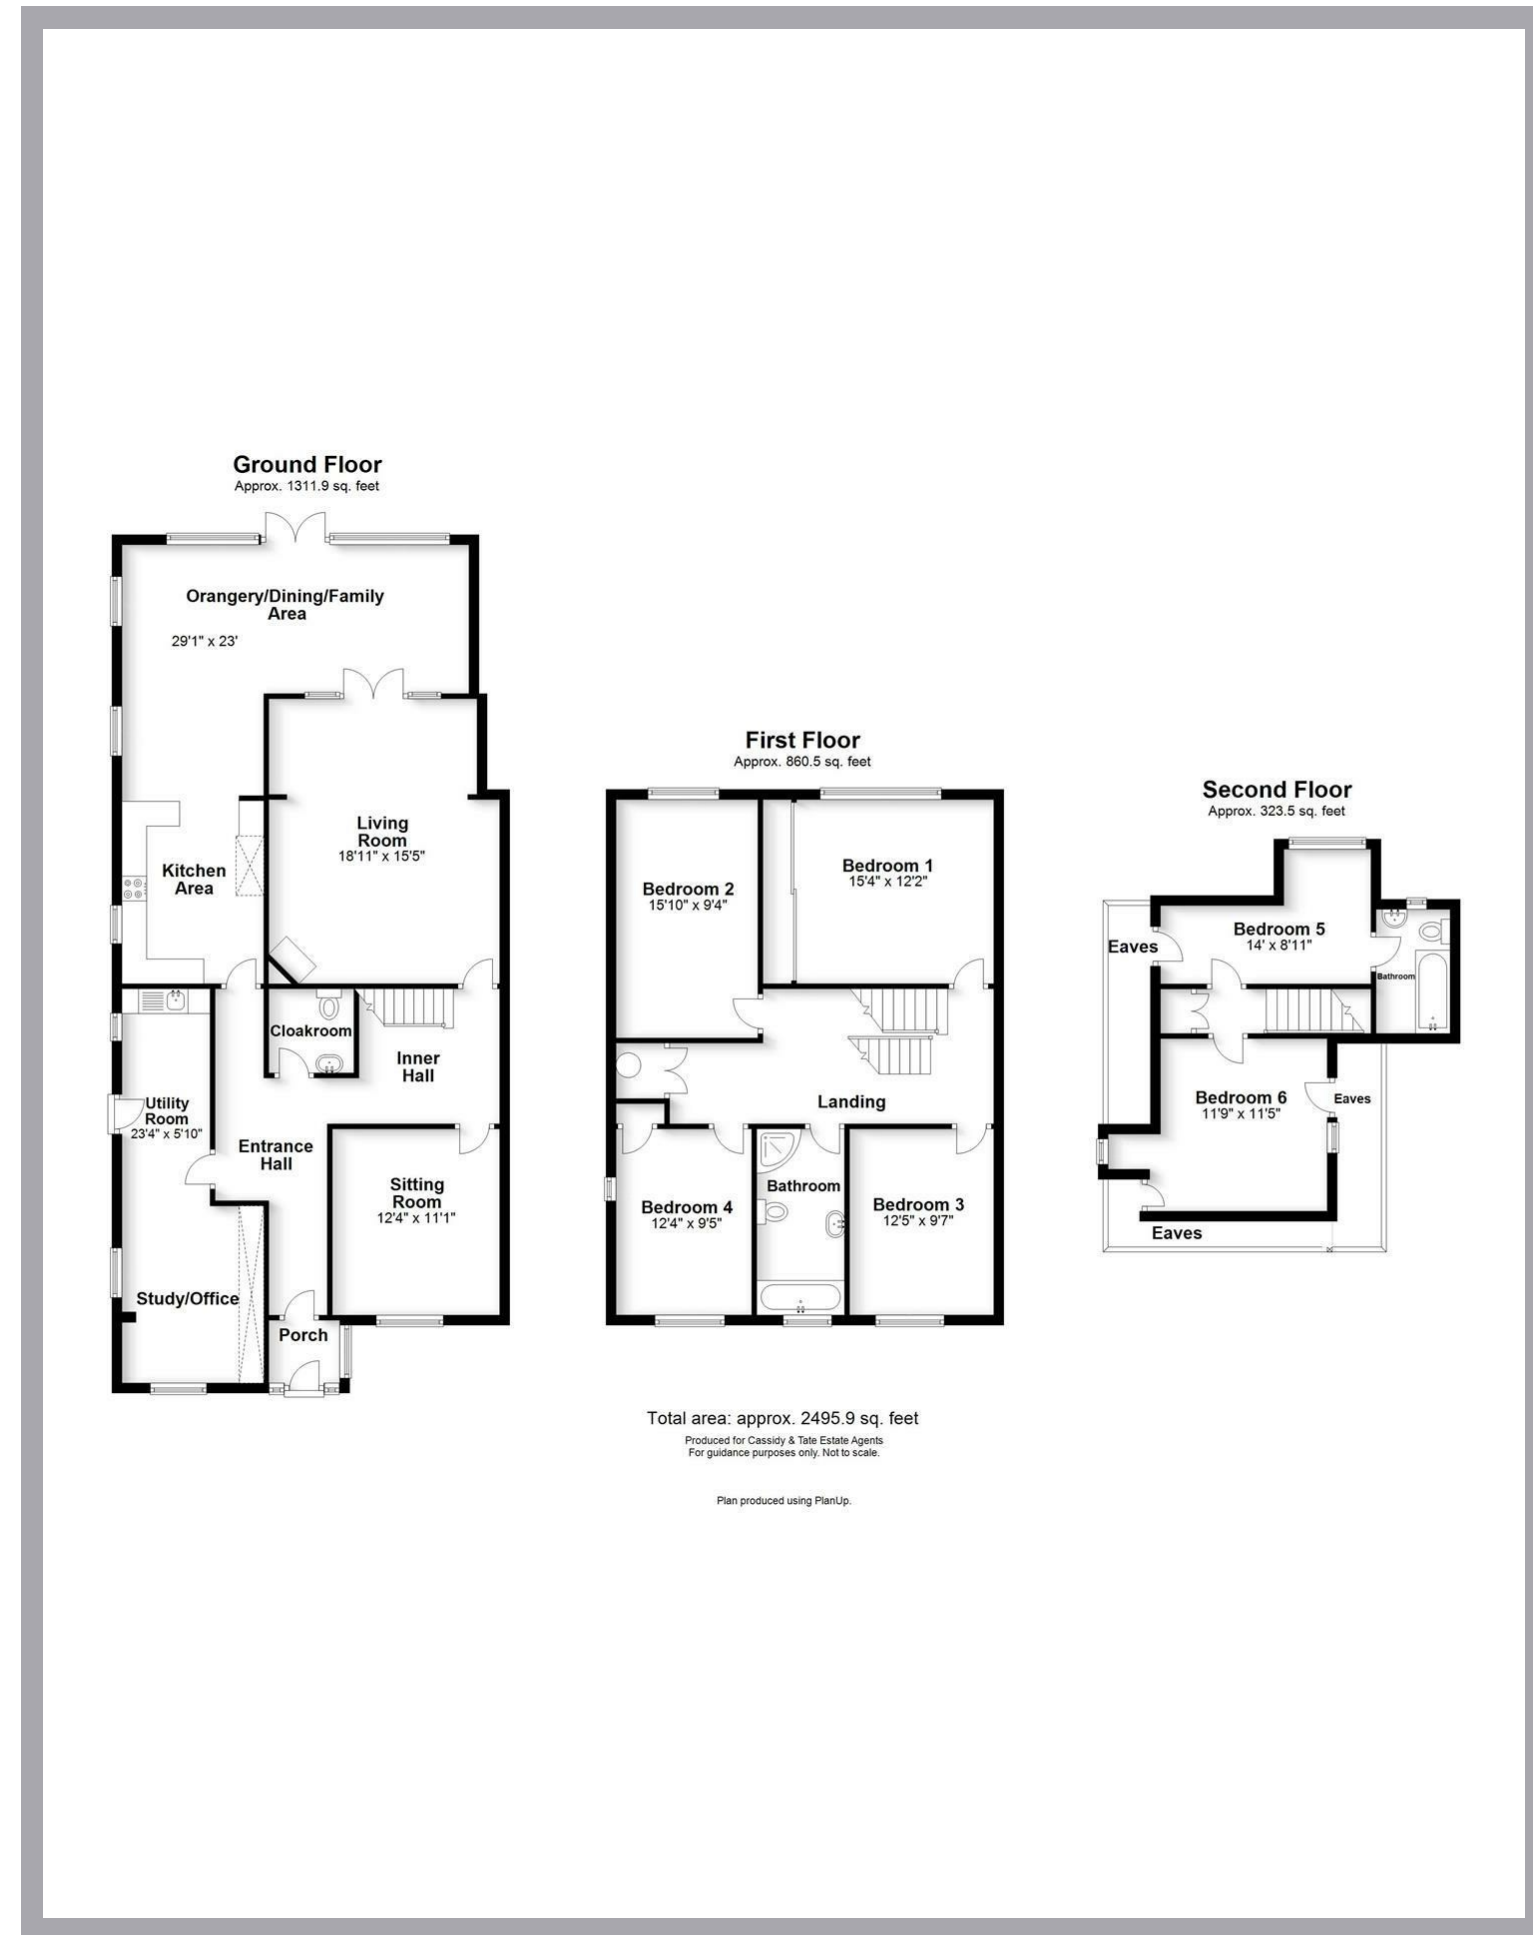 Ground Floor
Approx. 1311.9 sq. feet
Orangery/Dining/Family
Area
29'1" x 23'
Living
Room
18'11" x 15'5"
Kitchen
Area
Cloakroom
Inner
Hall
Utility
Room
23'4" x 5'10"
Entrance
Hall
Sitting
Room
12'4" x 11'1"
Study/Office
Porch
First Floor
Approx. 860.5 sq. feet
Bedroom 1
15'4" x 12'2"
Bedroom 2
15'10" x 9'4"
Landing
Bathroom
Bedroom 4
12'4" x 9'5"
Bedroom 3
12'5" x 9'7"
Second Floor
Approx. 323.5 sq. feet
Bedroom 5
14' x 8'11"
Eaves
Bathroom
Bedroom 6
11'9" x 11'5"
Eaves
Eaves
Total area: approx. 2495.9 sq. feet
Produced for Cassidy & Tate Estate Agents
For guidance purposes only. Not to scale.
Plan produced using PlanUp.